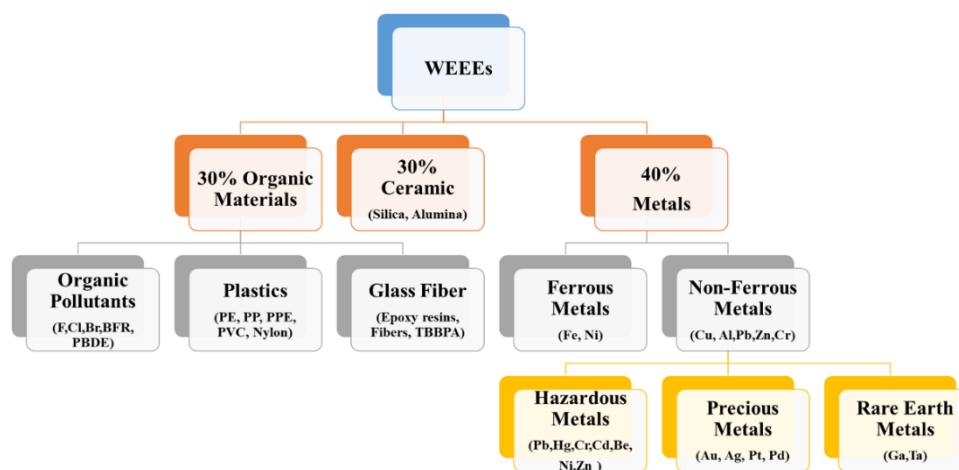 WEEEs
30% Organic
Materials
30%
Ceramic
(Silica, Alumina)
40%
Metals
Organic
Pollutants
(F,Cl,Br,BFR,
PBDE)
Plastics
(PE, PP, PPE,
PVC, Nylon)
Glass Fiber
(Epoxy resins,
Fibers, TBBPA)
Ferrous
Metals
(Fe, Ni)
Non-Ferrous
Metals
(Cu, Al,Pb,Zn,Cr)
Hazardous
Metals
(Pb,Hg,Cr,Cd,Be,
Ni,Zn )
Precious
Metals
(Au, Ag, Pt, Pd)
Rare Earth
Metals
(Ga,Ta)